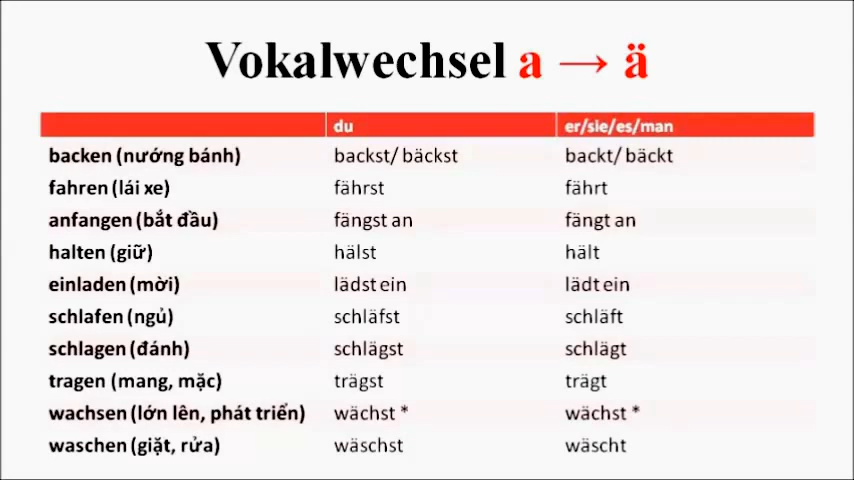 Vokalwechsel a → ä
du er/sie/es/man
backen (nướng bánh) backst/ bäckst backt/ bäckt
fahren (lái xe) fährst fährt
anfangen (bắt đầu) fängst an fängt an
halten (giữ) hälst hält
einladen (mời) lädst ein lädt ein
schlafen (ngủ) schläfst schläft
schlagen (đánh) schlägst schlägt
tragen (mang, mặc) trägst trägt
wachsen (lớn lên, phát triển) wächst * wächst *
waschen (giặt, rửa) wäschst wäscht